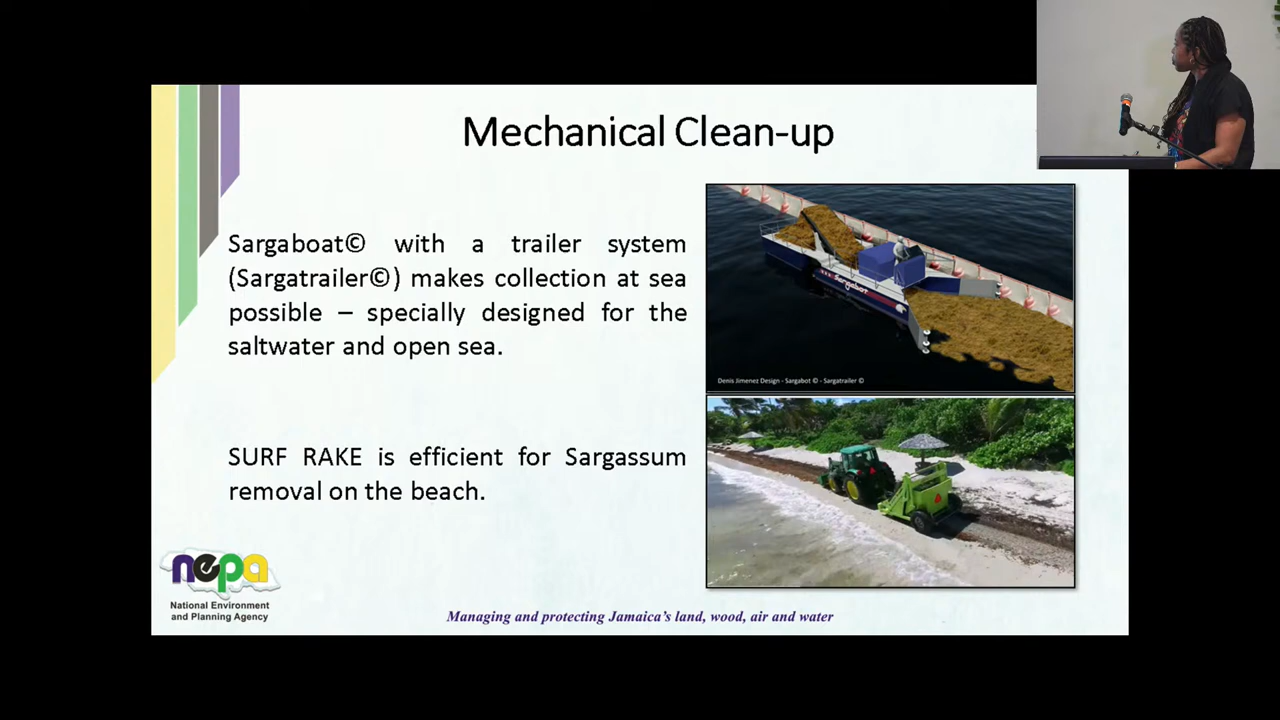 Mechanical Clean-up
Sargaboat© with a trailer system
(Sargatrailer©) makes collection at sea
possible – specially designed for the
saltwater and open sea.
Sargabot
Denis Jimenez Design - Sargabot © - Sargatrailer ©
SURF RAKE is efficient for Sargassum
removal on the beach.
nepa
National Environment
and Planning Agency
Managing and protecting Jamaica's land, wood, air and water